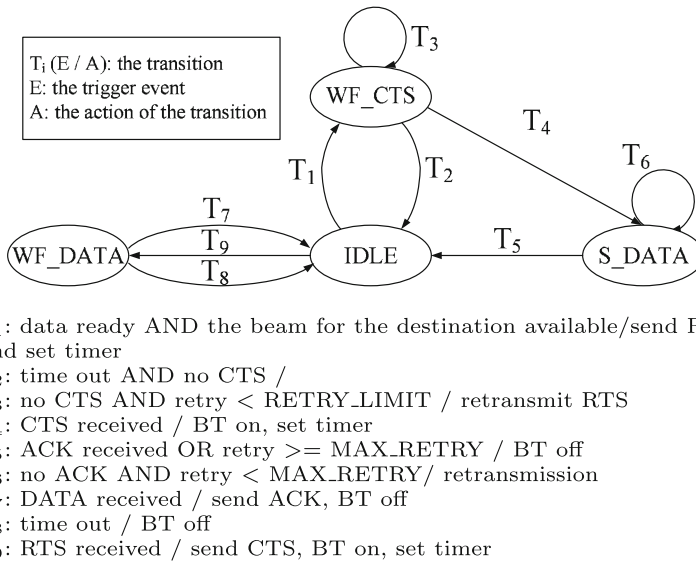 Tᵢ (E / A): the transition
E: the trigger event
A: the action of the transition
T₃
WF_CTS
T₄
T₁
T₂
T₆
T₇
WF_DATA
T₉
IDLE
T₅
S_DATA
T₈
: data ready AND the beam for the destination available/send
nd set timer
: time out AND no CTS /
: no CTS AND retry < RETRY_LIMIT / retransmit RTS
: CTS received / BT on, set timer
: ACK received OR retry >= MAX_RETRY / BT off
: no ACK AND retry < MAX_RETRY/ retransmission
: DATA received / send ACK, BT off
: time out / BT off
: RTS received / send CTS, BT on, set timer